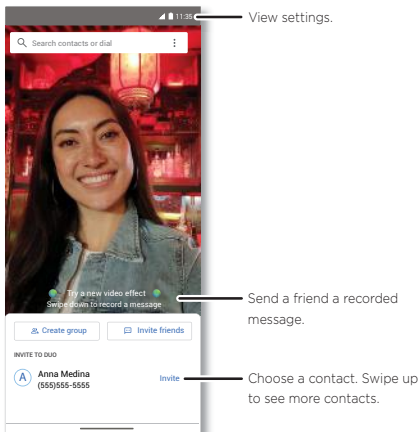 11:35
View settings.
Search contacts or dial
Try a new video effect
Swipe down to record a message
Send a friend a recorded
message.
Create group
Invite friends
INVITE TO DUO
A
Anna Medina
(555)555-5555
Invite
Choose a contact. Swipe up
to see more contacts.